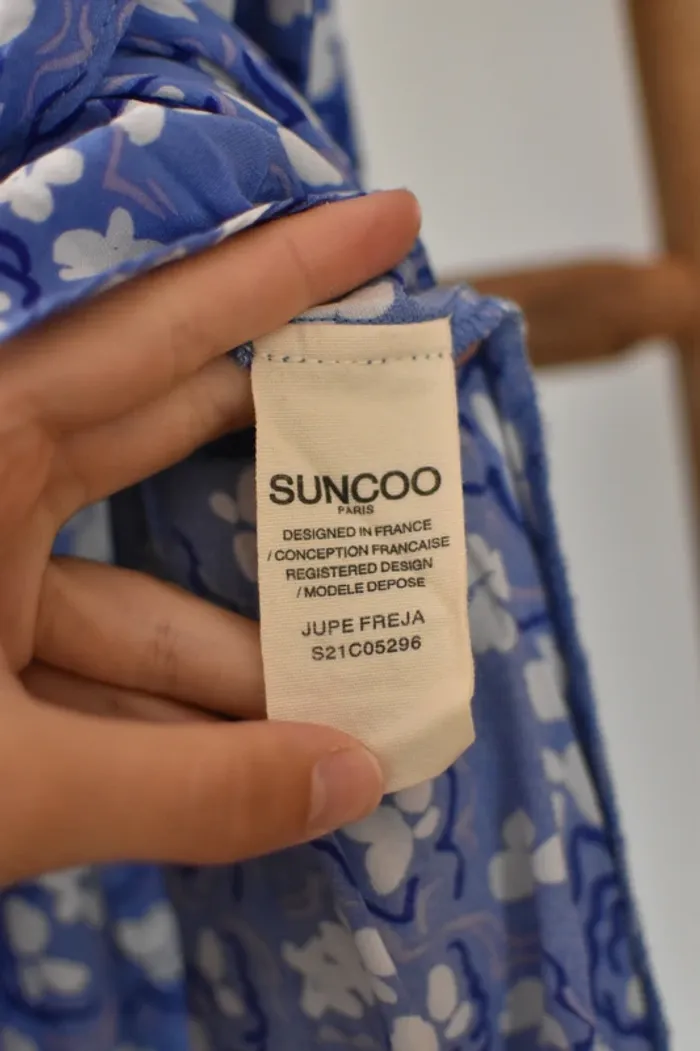 SUNCOO
PARIS
DESIGNED IN FRANCE
/ CONCEPTION FRANCAISE
REGISTERED DESIGN
/ MODELE DEPOSE
JUPE FREJA
S21C05296